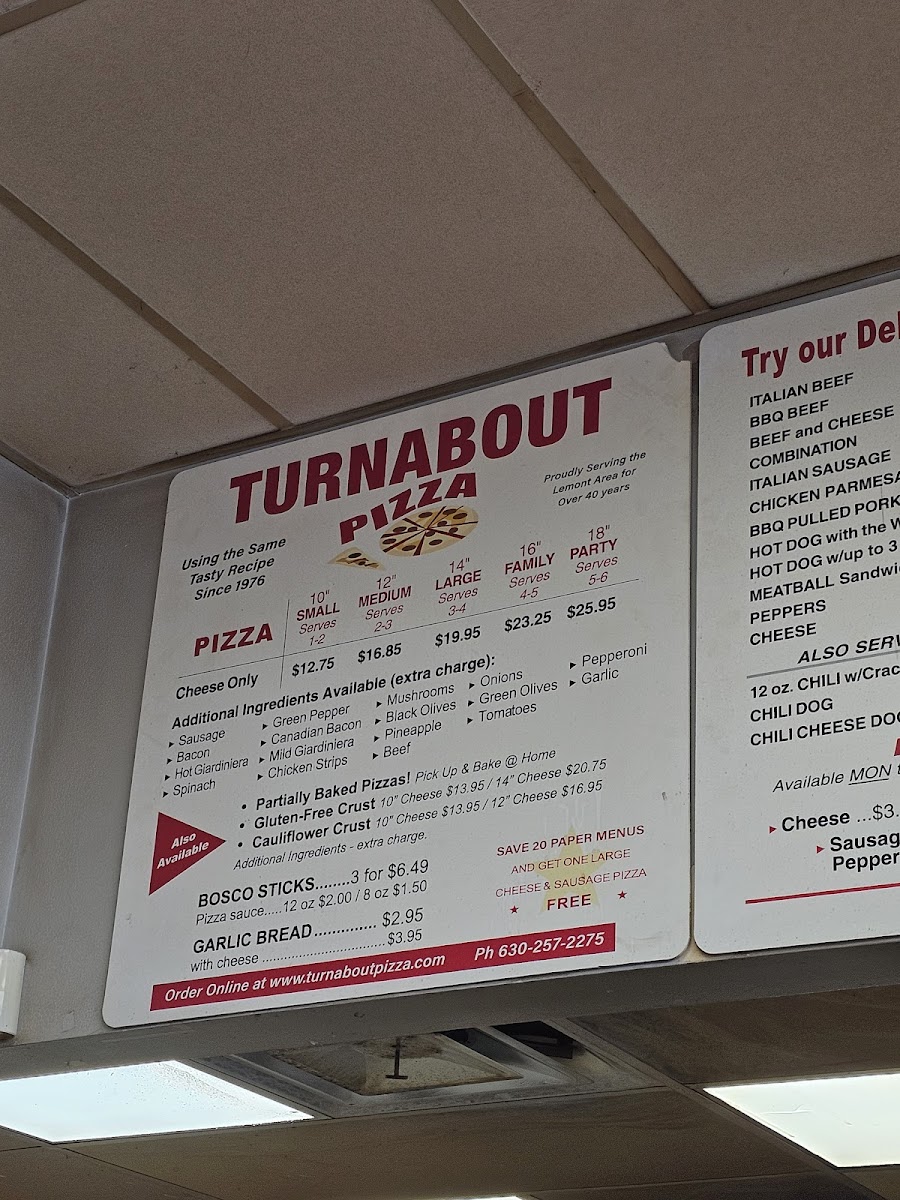 TURNABOUT
PIZZA
Proudly Serving the
Lemont Area for
Over 40 years
Using the Same
Tasty Recipe
Since 1976
PIZZA
10"
SMALL
Serves
1-2
12"
MEDIUM
Serves
2-3
14"
LARGE
Serves
3-4
16"
FAMILY
Serves
4-5
18"
PARTY
Serves
5-6
Cheese Only $12.75 $16.85 $19.95 $23.25 $25.95
Additional Ingredients Available (extra charge):
▸ Sausage
▸ Bacon
▸ Hot Giardiniera
▸ Spinach
▸ Green Pepper
▸ Canadian Bacon
▸ Mild Giardiniera
▸ Chicken Strips
▸ Mushrooms
▸ Black Olives
▸ Pineapple
▸ Beef
▸ Onions
▸ Green Olives
▸ Tomatoes
▸ Pepperoni
▸ Garlic
Also
Available
• Partially Baked Pizzas! Pick Up & Bake @ Home
• Gluten-Free Crust 10" Cheese $13.95 / 14" Cheese $20.75
• Cauliflower Crust 10" Cheese $13.95 / 12" Cheese $16.95
Additional Ingredients - extra charge.
BOSCO STICKS........3 for $6.49
Pizza sauce.....12 oz $2.00 / 8 oz $1.50
GARLIC BREAD.............. $2.95
with cheese ................................$3.95
SAVE 20 PAPER MENUS
AND GET ONE LARGE
CHEESE & SAUSAGE PIZZA
★ FREE ★
Order Online at www.turnaboutpizza.com Ph 630-257-2275
Try our Del
ITALIAN BEEF
BBQ BEEF
BEEF and CHEESE
COMBINATION
ITALIAN SAUSAGE
CHICKEN PARMESA
BBQ PULLED PORK
HOT DOG with the W
HOT DOG w/up to 3
MEATBALL Sandwi
PEPPERS
CHEESE
ALSO SERV
12 oz. CHILI w/Crac
CHILI DOG
CHILI CHEESE DOG
Available MON t
▸ Cheese ...$3.
▸ Sausag
Pepper